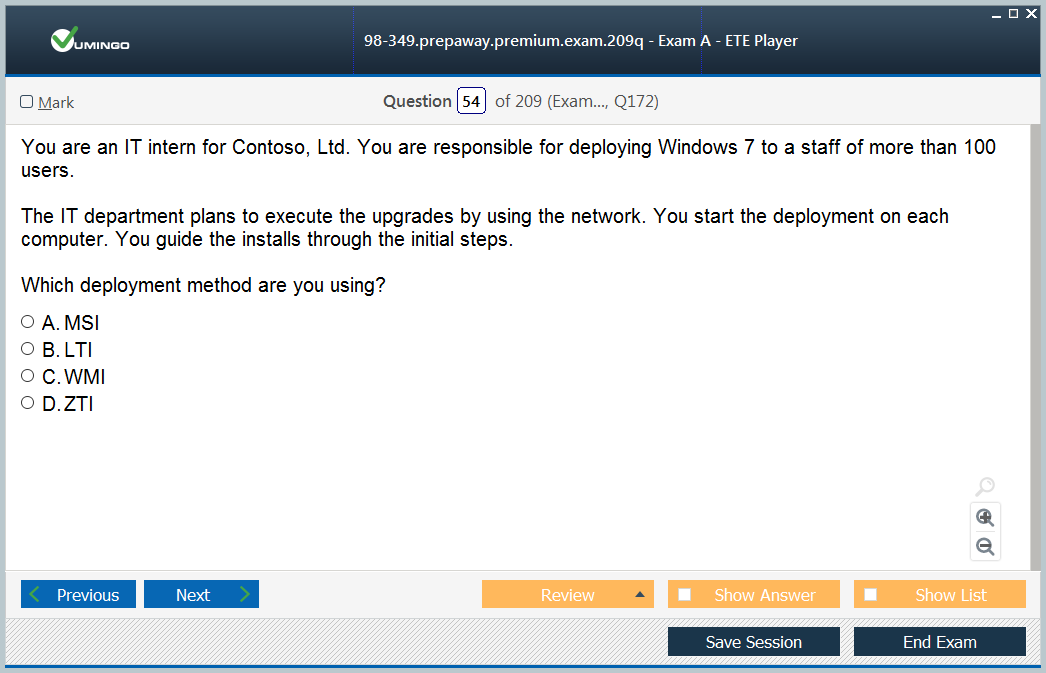 VUMINGO
98-349.prepaway.premium.exam.209q - Exam A - ETE Player
Mark
Question 54 of 209 (Exam..., Q172)
You are an IT intern for Contoso, Ltd. You are responsible for deploying Windows 7 to a staff of more than 100
users.
The IT department plans to execute the upgrades by using the network. You start the deployment on each
computer. You guide the installs through the initial steps.
Which deployment method are you using?
A. MSI
B. LTI
C. WMI
D. ZTI
Previous Next Review Show Answer Show List
Save Session End Exam